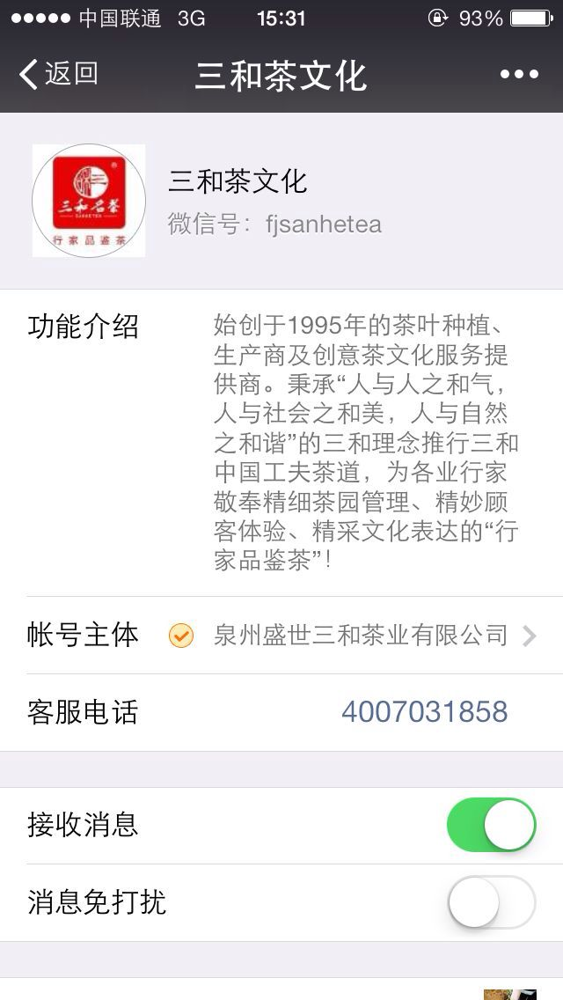 中国联通 3G 15:31 93%
返回 三和茶文化
三和名茶
行家品鉴茶
三和茶文化
微信号：fjsanhetea
功能介绍
始创于1995年的茶叶种植、
生产商及创意茶文化服务提
供商。秉承“人与人之和气，
人与社会之和美，人与自然
之和谐”的三和理念推行三和
中国工夫茶道，为各业行家
敬奉精细茶园管理、精妙顾
客体验、精采文化表达的“行
家品鉴茶”！
帐号主体 泉州盛世三和茶业有限公司
客服电话 4007031858
接收消息
消息免打扰